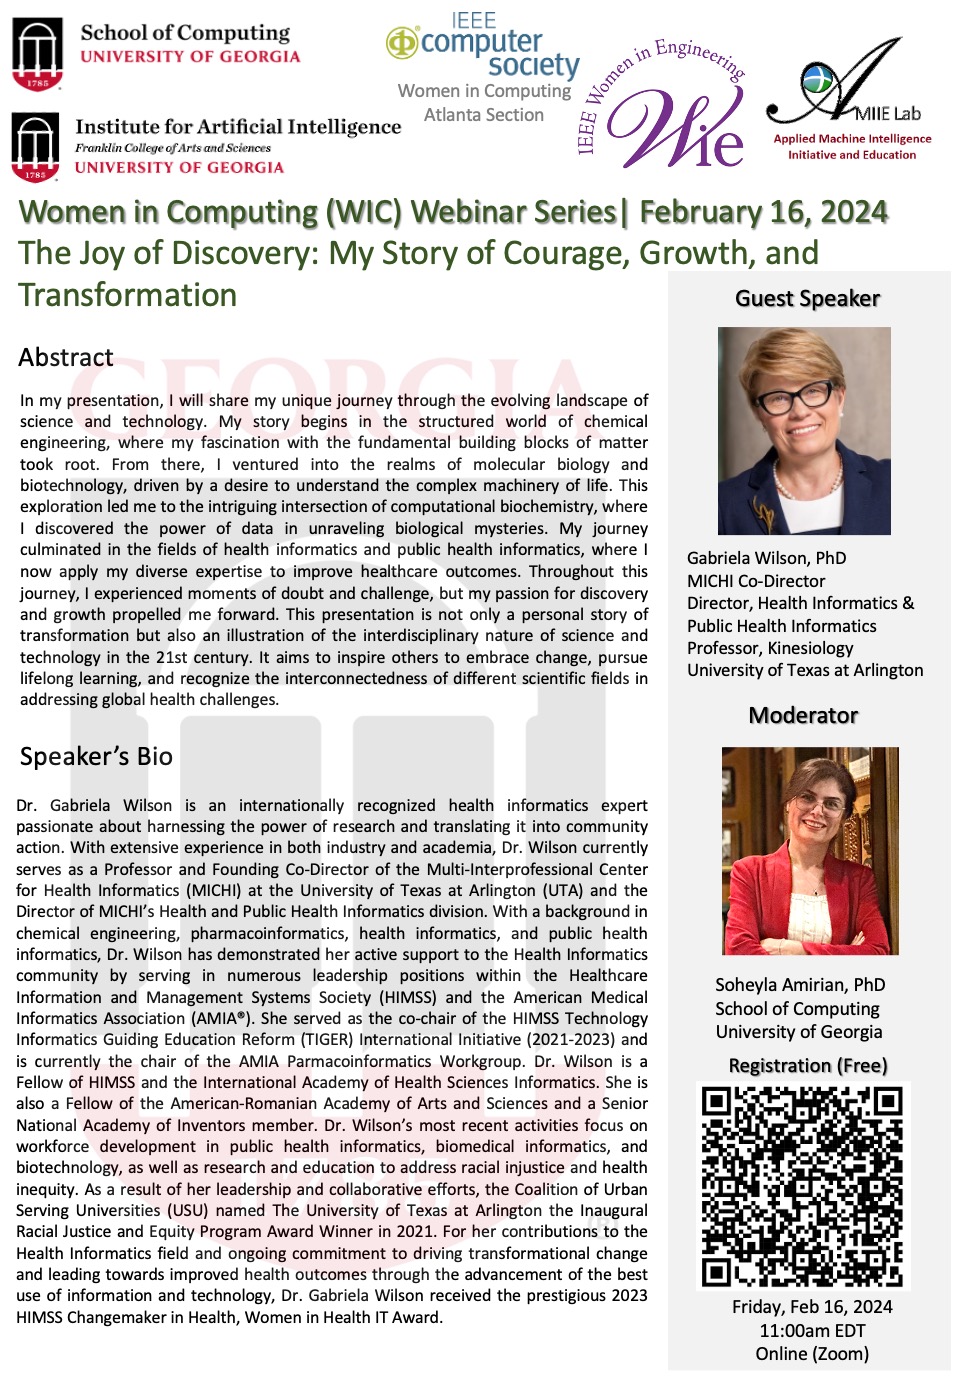 School of Computing
UNIVERSITY OF GEORGIA
1785
Institute for Artificial Intelligence
Franklin College of Arts and Sciences
UNIVERSITY OF GEORGIA
1785
IEEE
computer
society
Women in Computing
Atlanta Section
IEEE Women in Engineering
Wie
AMIIE Lab
Applied Machine Intelligence
Initiative and Education
Women in Computing (WIC) Webinar Series| February 16, 2024
The Joy of Discovery: My Story of Courage, Growth, and
Transformation
GEORGIA
Abstract
In my presentation, I will share my unique journey through the evolving landscape of
science and technology. My story begins in the structured world of chemical
engineering, where my fascination with the fundamental building blocks of matter
took root. From there, I ventured into the realms of molecular biology and
biotechnology, driven by a desire to understand the complex machinery of life. This
exploration led me to the intriguing intersection of computational biochemistry, where
I discovered the power of data in unraveling biological mysteries. My journey
culminated in the fields of health informatics and public health informatics, where I
now apply my diverse expertise to improve healthcare outcomes. Throughout this
journey, I experienced moments of doubt and challenge, but my passion for discovery
and growth propelled me forward. This presentation is not only a personal story of
transformation but also an illustration of the interdisciplinary nature of science and
technology in the 21st century. It aims to inspire others to embrace change, pursue
lifelong learning, and recognize the interconnectedness of different scientific fields in
addressing global health challenges.
Speaker's Bio
Dr. Gabriela Wilson is an internationally recognized health informatics expert
passionate about harnessing the power of research and translating it into community
action. With extensive experience in both industry and academia, Dr. Wilson currently
serves as a Professor and Founding Co-Director of the Multi-Interprofessional Center
for Health Informatics (MICHI) at the University of Texas at Arlington (UTA) and the
Director of MICHI's Health and Public Health Informatics division. With a background in
chemical engineering, pharmacoinformatics, health informatics, and public health
informatics, Dr. Wilson has demonstrated her active support to the Health Informatics
community by serving in numerous leadership positions within the Healthcare
Information and Management Systems Society (HIMSS) and the American Medical
Informatics Association (AMIA®). She served as the co-chair of the HIMSS Technology
Informatics Guiding Education Reform (TIGER) International Initiative (2021-2023) and
is currently the chair of the AMIA Parmacoinformatics Workgroup. Dr. Wilson is a
Fellow of HIMSS and the International Academy of Health Sciences Informatics. She is
also a Fellow of the American-Romanian Academy of Arts and Sciences and a Senior
National Academy of Inventors member. Dr. Wilson's most recent activities focus on
workforce development in public health informatics, biomedical informatics, and
biotechnology, as well as research and education to address racial injustice and health
inequity. As a result of her leadership and collaborative efforts, the Coalition of Urban
Serving Universities (USU) named The University of Texas at Arlington the Inaugural
Racial Justice and Equity Program Award Winner in 2021. For her contributions to the
Health Informatics field and ongoing commitment to driving transformational change
and leading towards improved health outcomes through the advancement of the best
use of information and technology, Dr. Gabriela Wilson received the prestigious 2023
HIMSS Changemaker in Health, Women in Health IT Award.
1785
®
Guest Speaker
Gabriela Wilson, PhD
MICHI Co-Director
Director, Health Informatics &
Public Health Informatics
Professor, Kinesiology
University of Texas at Arlington
Moderator
Soheyla Amirian, PhD
School of Computing
University of Georgia
Registration (Free)
Friday, Feb 16, 2024
11:00am EDT
Online (Zoom)